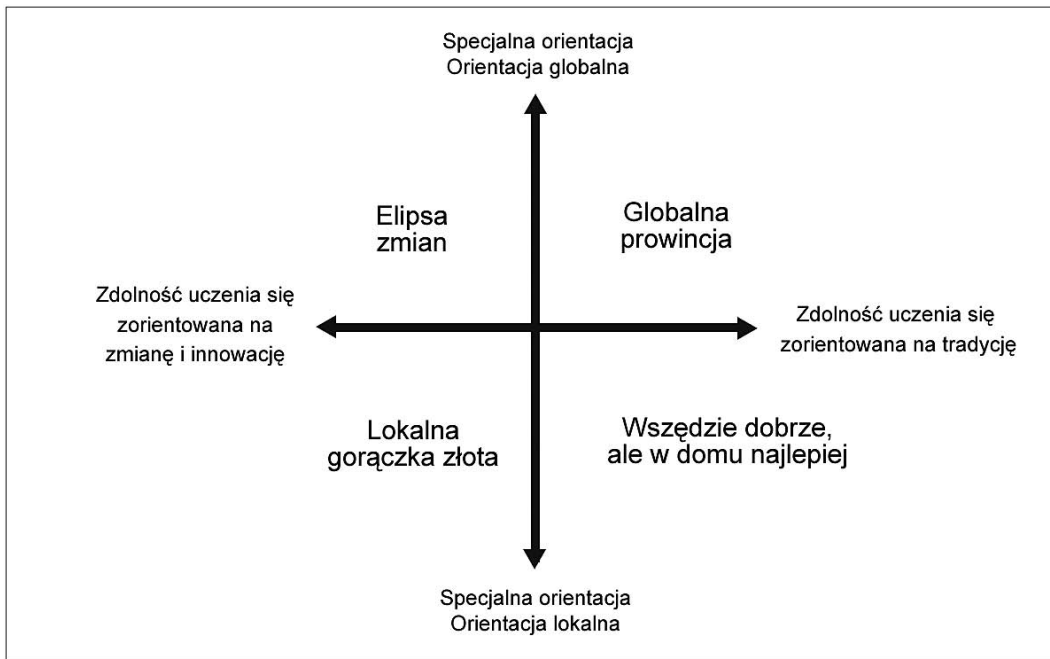 Specjalna orientacja
Orientacja globalna
Elipsa
zmian
Globalna
prowincja
Zdolność uczenia się
zorientowana na
zmianę i innowację
Zdolność uczenia się
zorientowana na tradycję
Lokalna
gorączka złota
Wszędzie dobrze,
ale w domu najlepiej
Specjalna orientacja
Orientacja lokalna